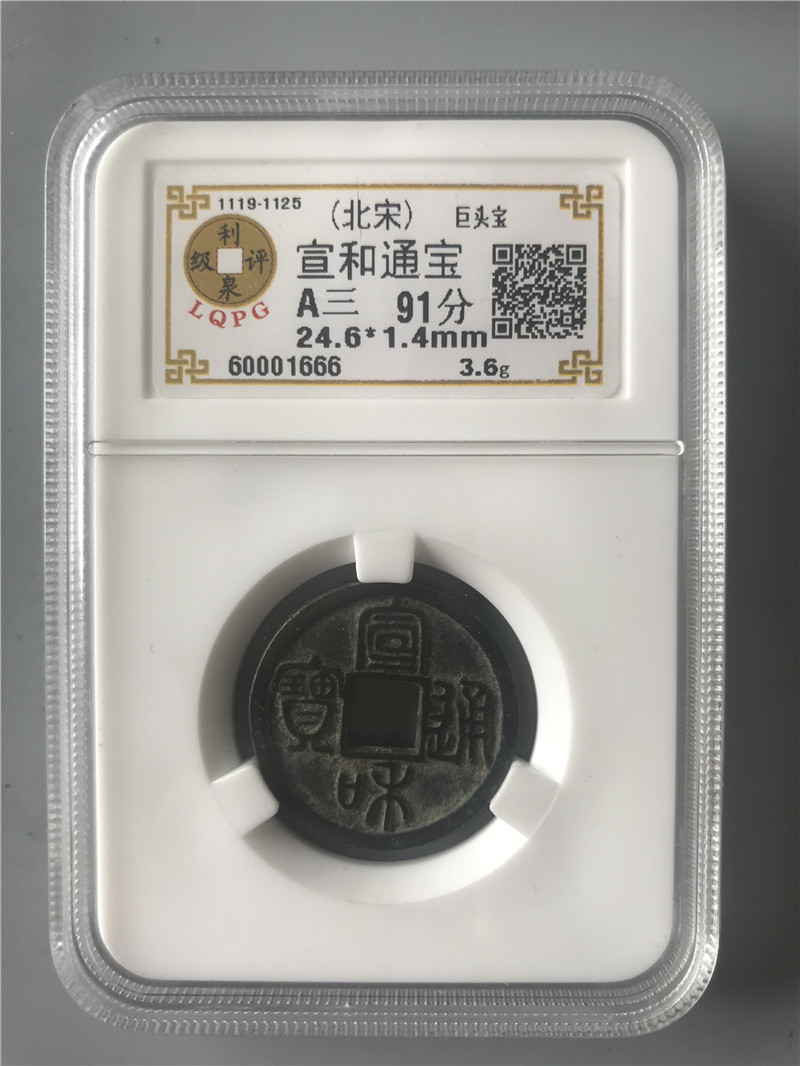 1119-1125 (北宋) 巨头宝
利泉评级
LQPG
宣和通宝
A三 91分
24.6*1.4mm
60001666 3.6g
宣和通寶